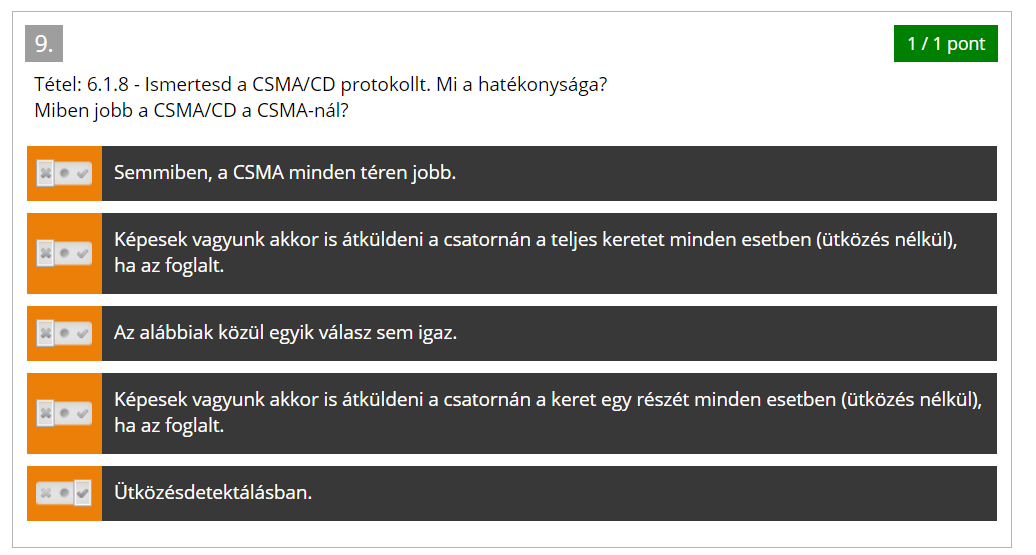 9.
1 / 1 pont
Tétel: 6.1.8 - Ismertesd a CSMA/CD protokollt. Mi a hatékonysága?
Miben jobb a CSMA/CD a CSMA-nál?
Semmiben, a CSMA minden téren jobb.
Képesek vagyunk akkor is átküldeni a csatornán a teljes keretet minden esetben (ütközés nélkül),
ha az foglalt.
Az alábbiak közül egyik válasz sem igaz.
Képesek vagyunk akkor is átküldeni a csatornán a keret egy részét minden esetben (ütközés nélkül),
ha az foglalt.
Ütközésdetektálásban.